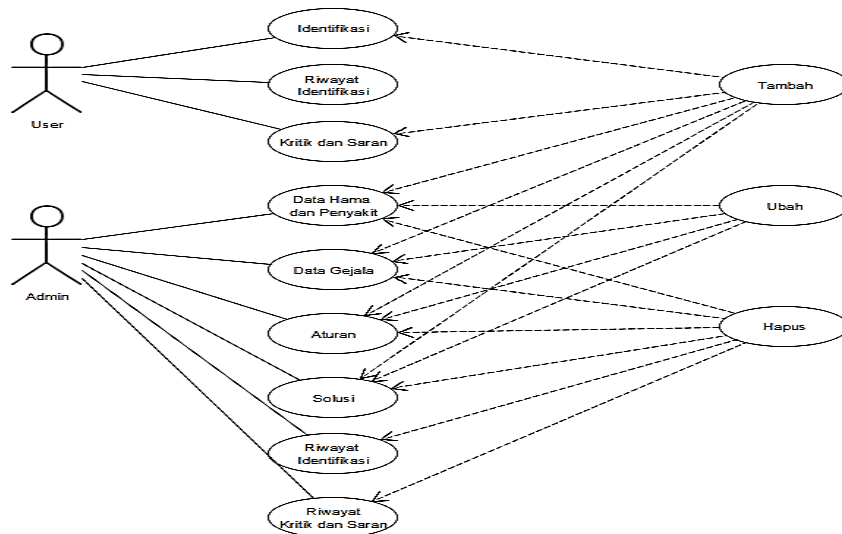 Identifikasi
Riwayat
Identifikasi
Tambah
User
Kritik dan Saran
Data Hama
dan Penyakit
Ubah
Data Gejala
Admin
Aturan
Hapus
Solusi
Riwayat
Identifikasi
Riwayat
Kritik dan Saran